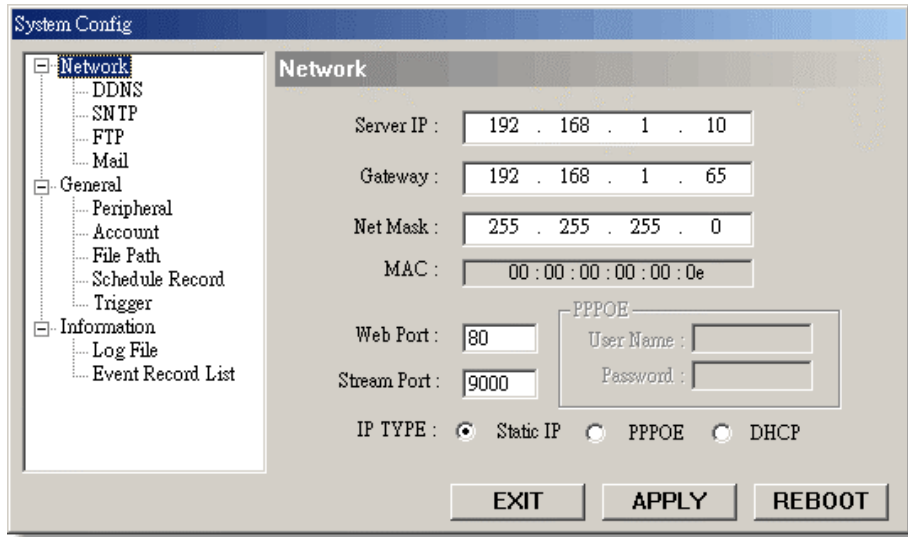 System Config
Network
DDNS
SNTP
FTP
Mail
General
Peripheral
Account
File Path
Schedule Record
Trigger
Information
Log File
Event Record List
Network
Server IP : 192 . 168 . 1 . 10
Gateway : 192 . 168 . 1 . 65
Net Mask : 255 . 255 . 255 . 0
MAC : 00 : 00 : 00 : 00 : 00 : 0e
Web Port : 80
Stream Port : 9000
PPPOE
User Name :
Password :
IP TYPE : Static IP PPPOE DHCP
EXIT APPLY REBOOT